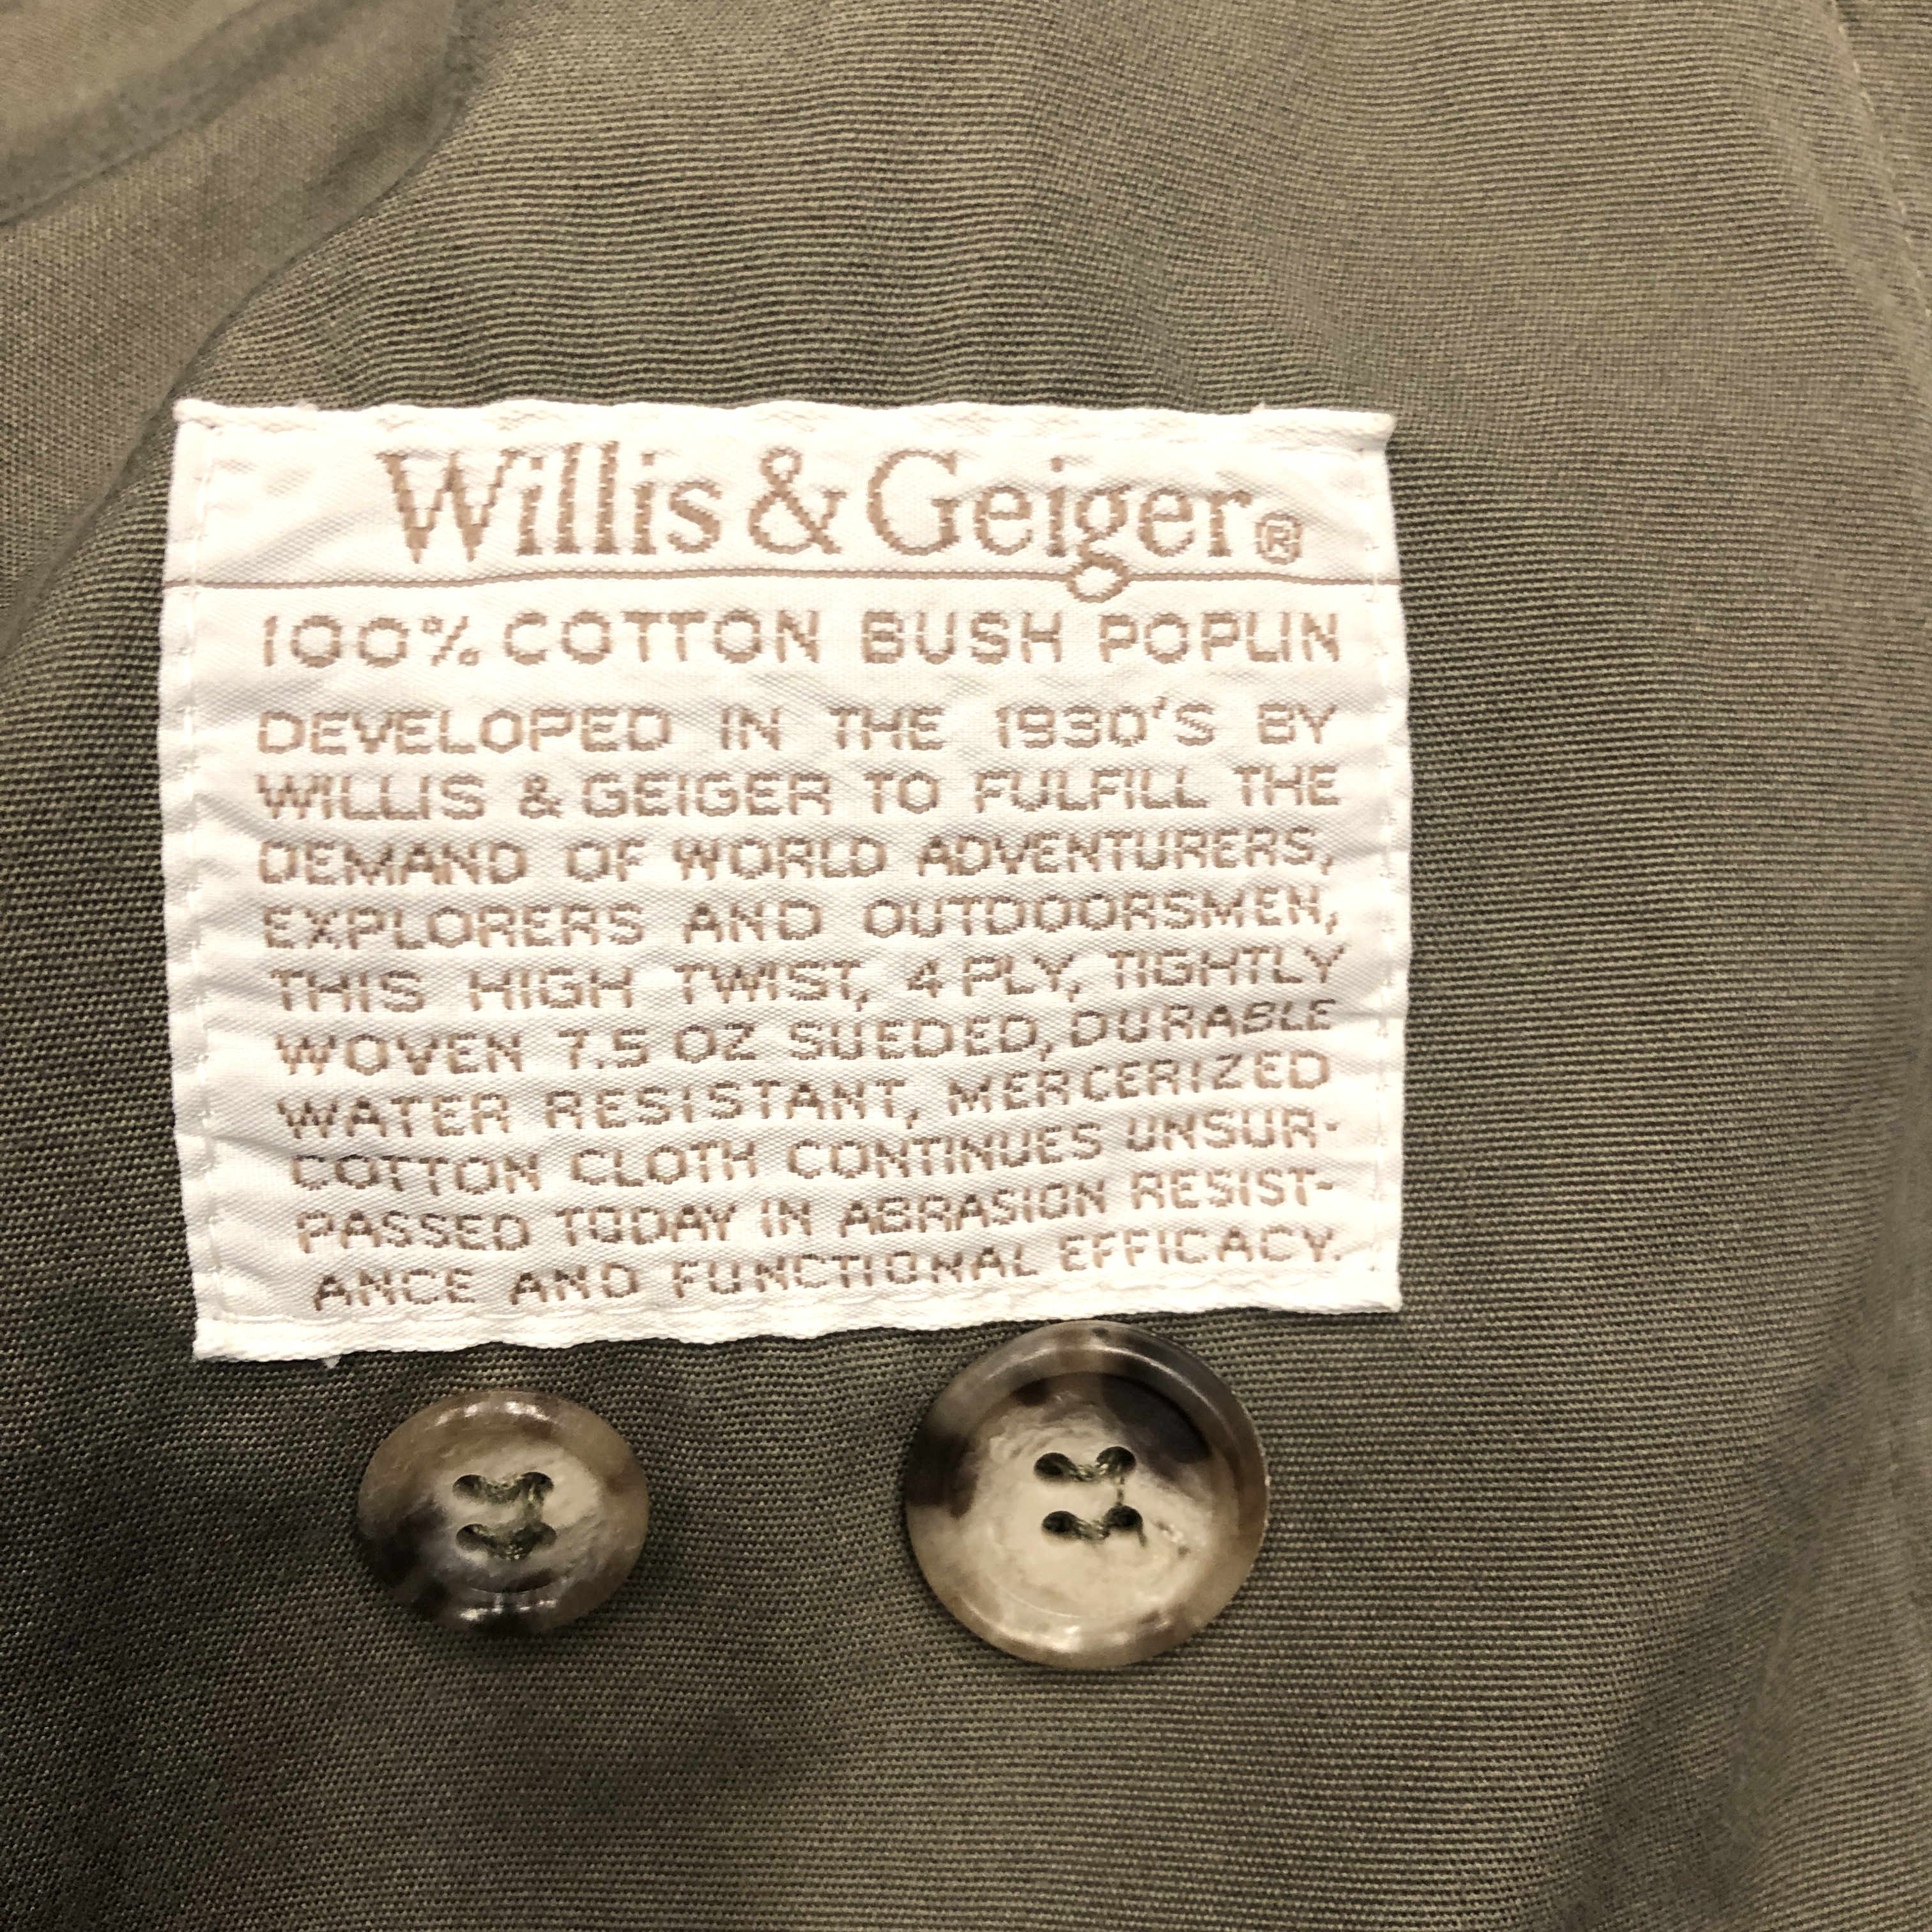 Willis & Geiger®
100% COTTON BUSH POPLIN
DEVELOPED IN THE 1930'S BY
WILLIS & GEIGER TO FULFILL THE
DEMAND OF WORLD ADVENTURERS,
EXPLORERS AND OUTDOORSMEN,
THIS HIGH TWIST, 4 PLY, TIGHTLY
WOVEN 7.5 OZ SUEDED, DURABLE
WATER RESISTANT, MERCERIZED
COTTON CLOTH CONTINUES UNSUR-
PASSED TODAY IN ABRASION RESIST-
ANCE AND FUNCTIONAL EFFICACY.